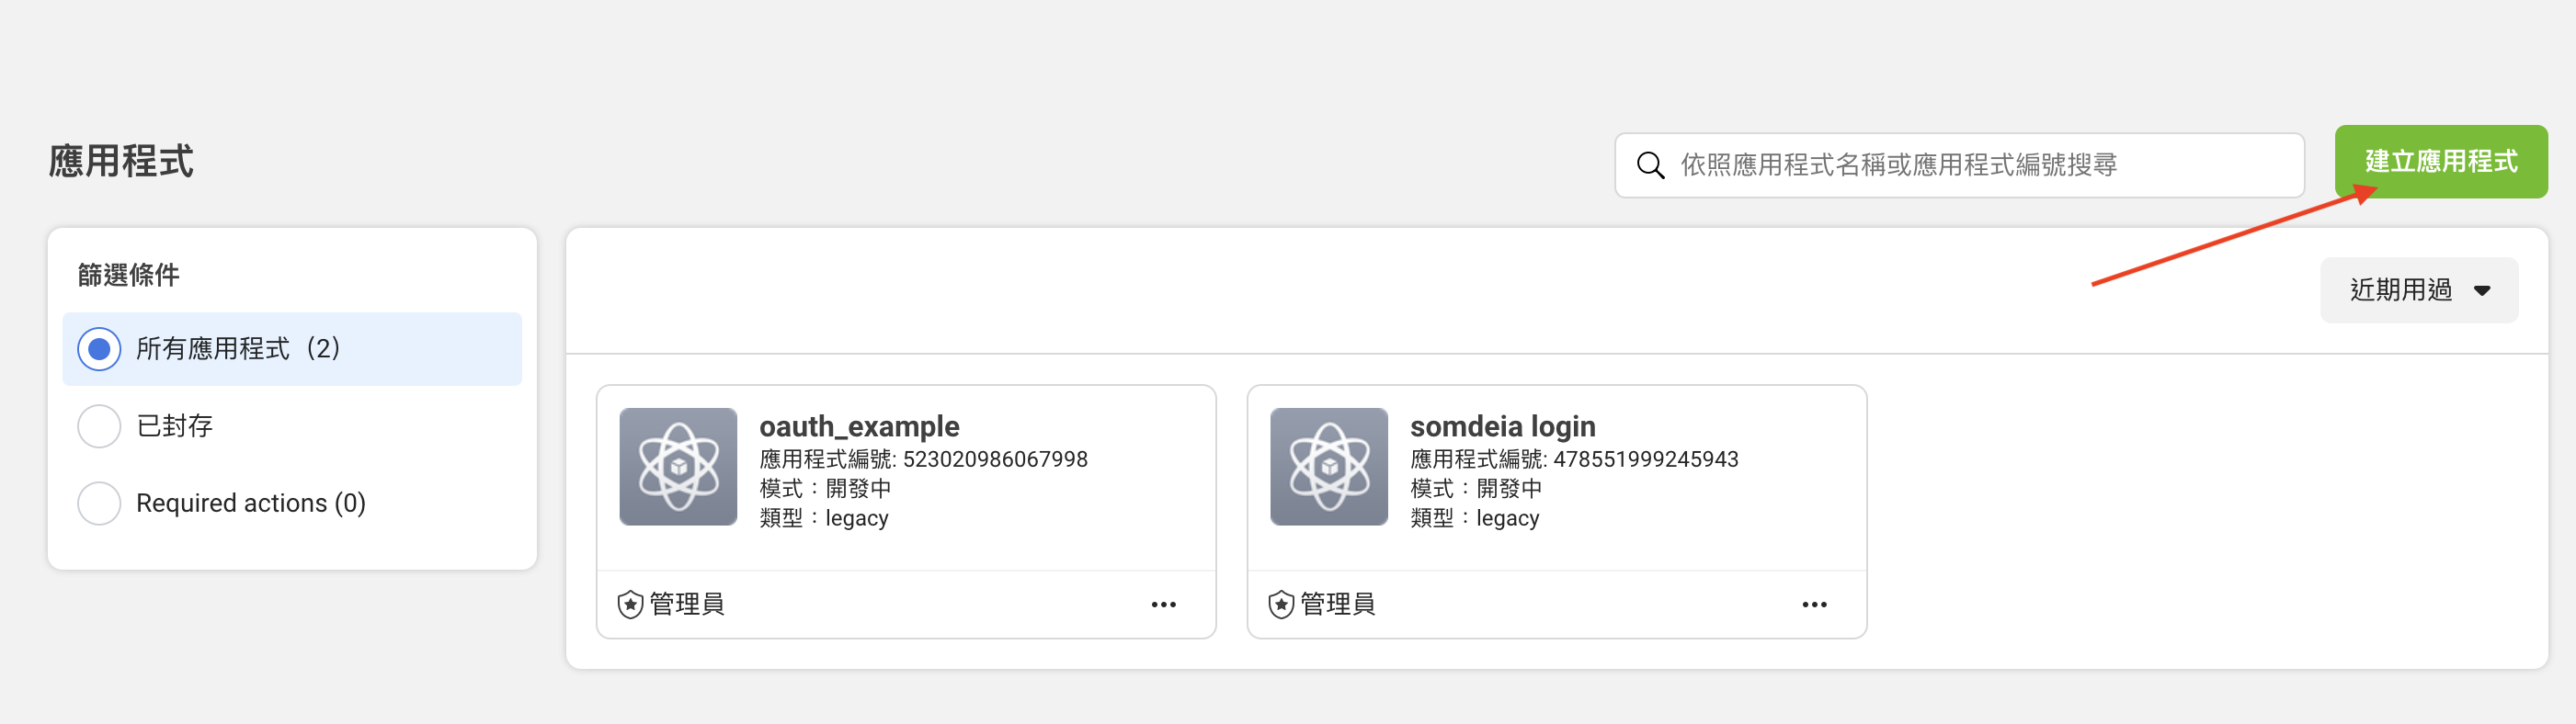 應用程式
依照應用程式名稱或應用程式編號搜尋
建立應用程式
篩選條件
所有應用程式（2）
已封存
Required actions (0)
近期用過
oauth_example
應用程式編號: 523020986067998
模式：開發中
類型：legacy
管理員
somdeia login
應用程式編號: 478551999245943
模式：開發中
類型：legacy
管理員